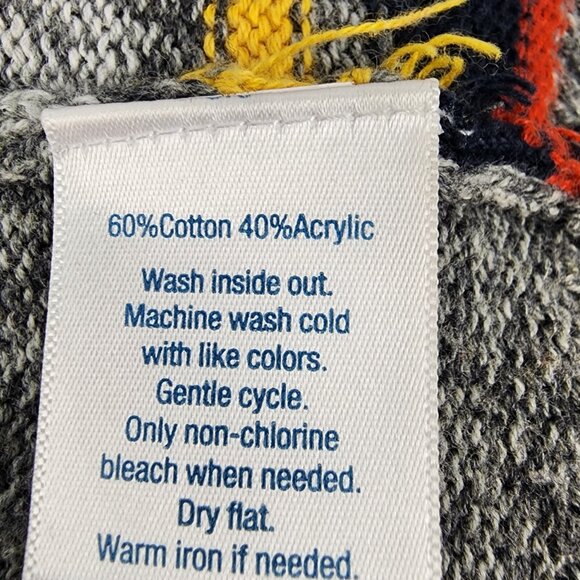 60%Cotton 40%Acrylic
Wash inside out.
Machine wash cold
with like colors.
Gentle cycle.
Only non-chlorine
bleach when needed.
Dry flat.
Warm iron if needed.